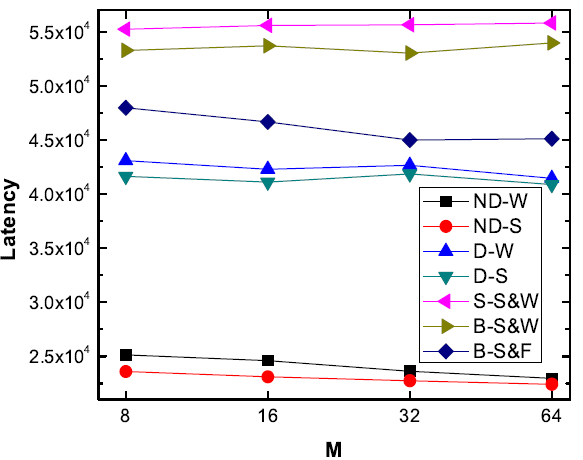 5.5x10⁴
5.0x10⁴
4.5x10⁴
4.0x10⁴
3.5x10⁴
3.0x10⁴
2.5x10⁴
Latency
ND-W
ND-S
D-W
D-S
S-S&W
B-S&W
B-S&F
8 16 32 64
M